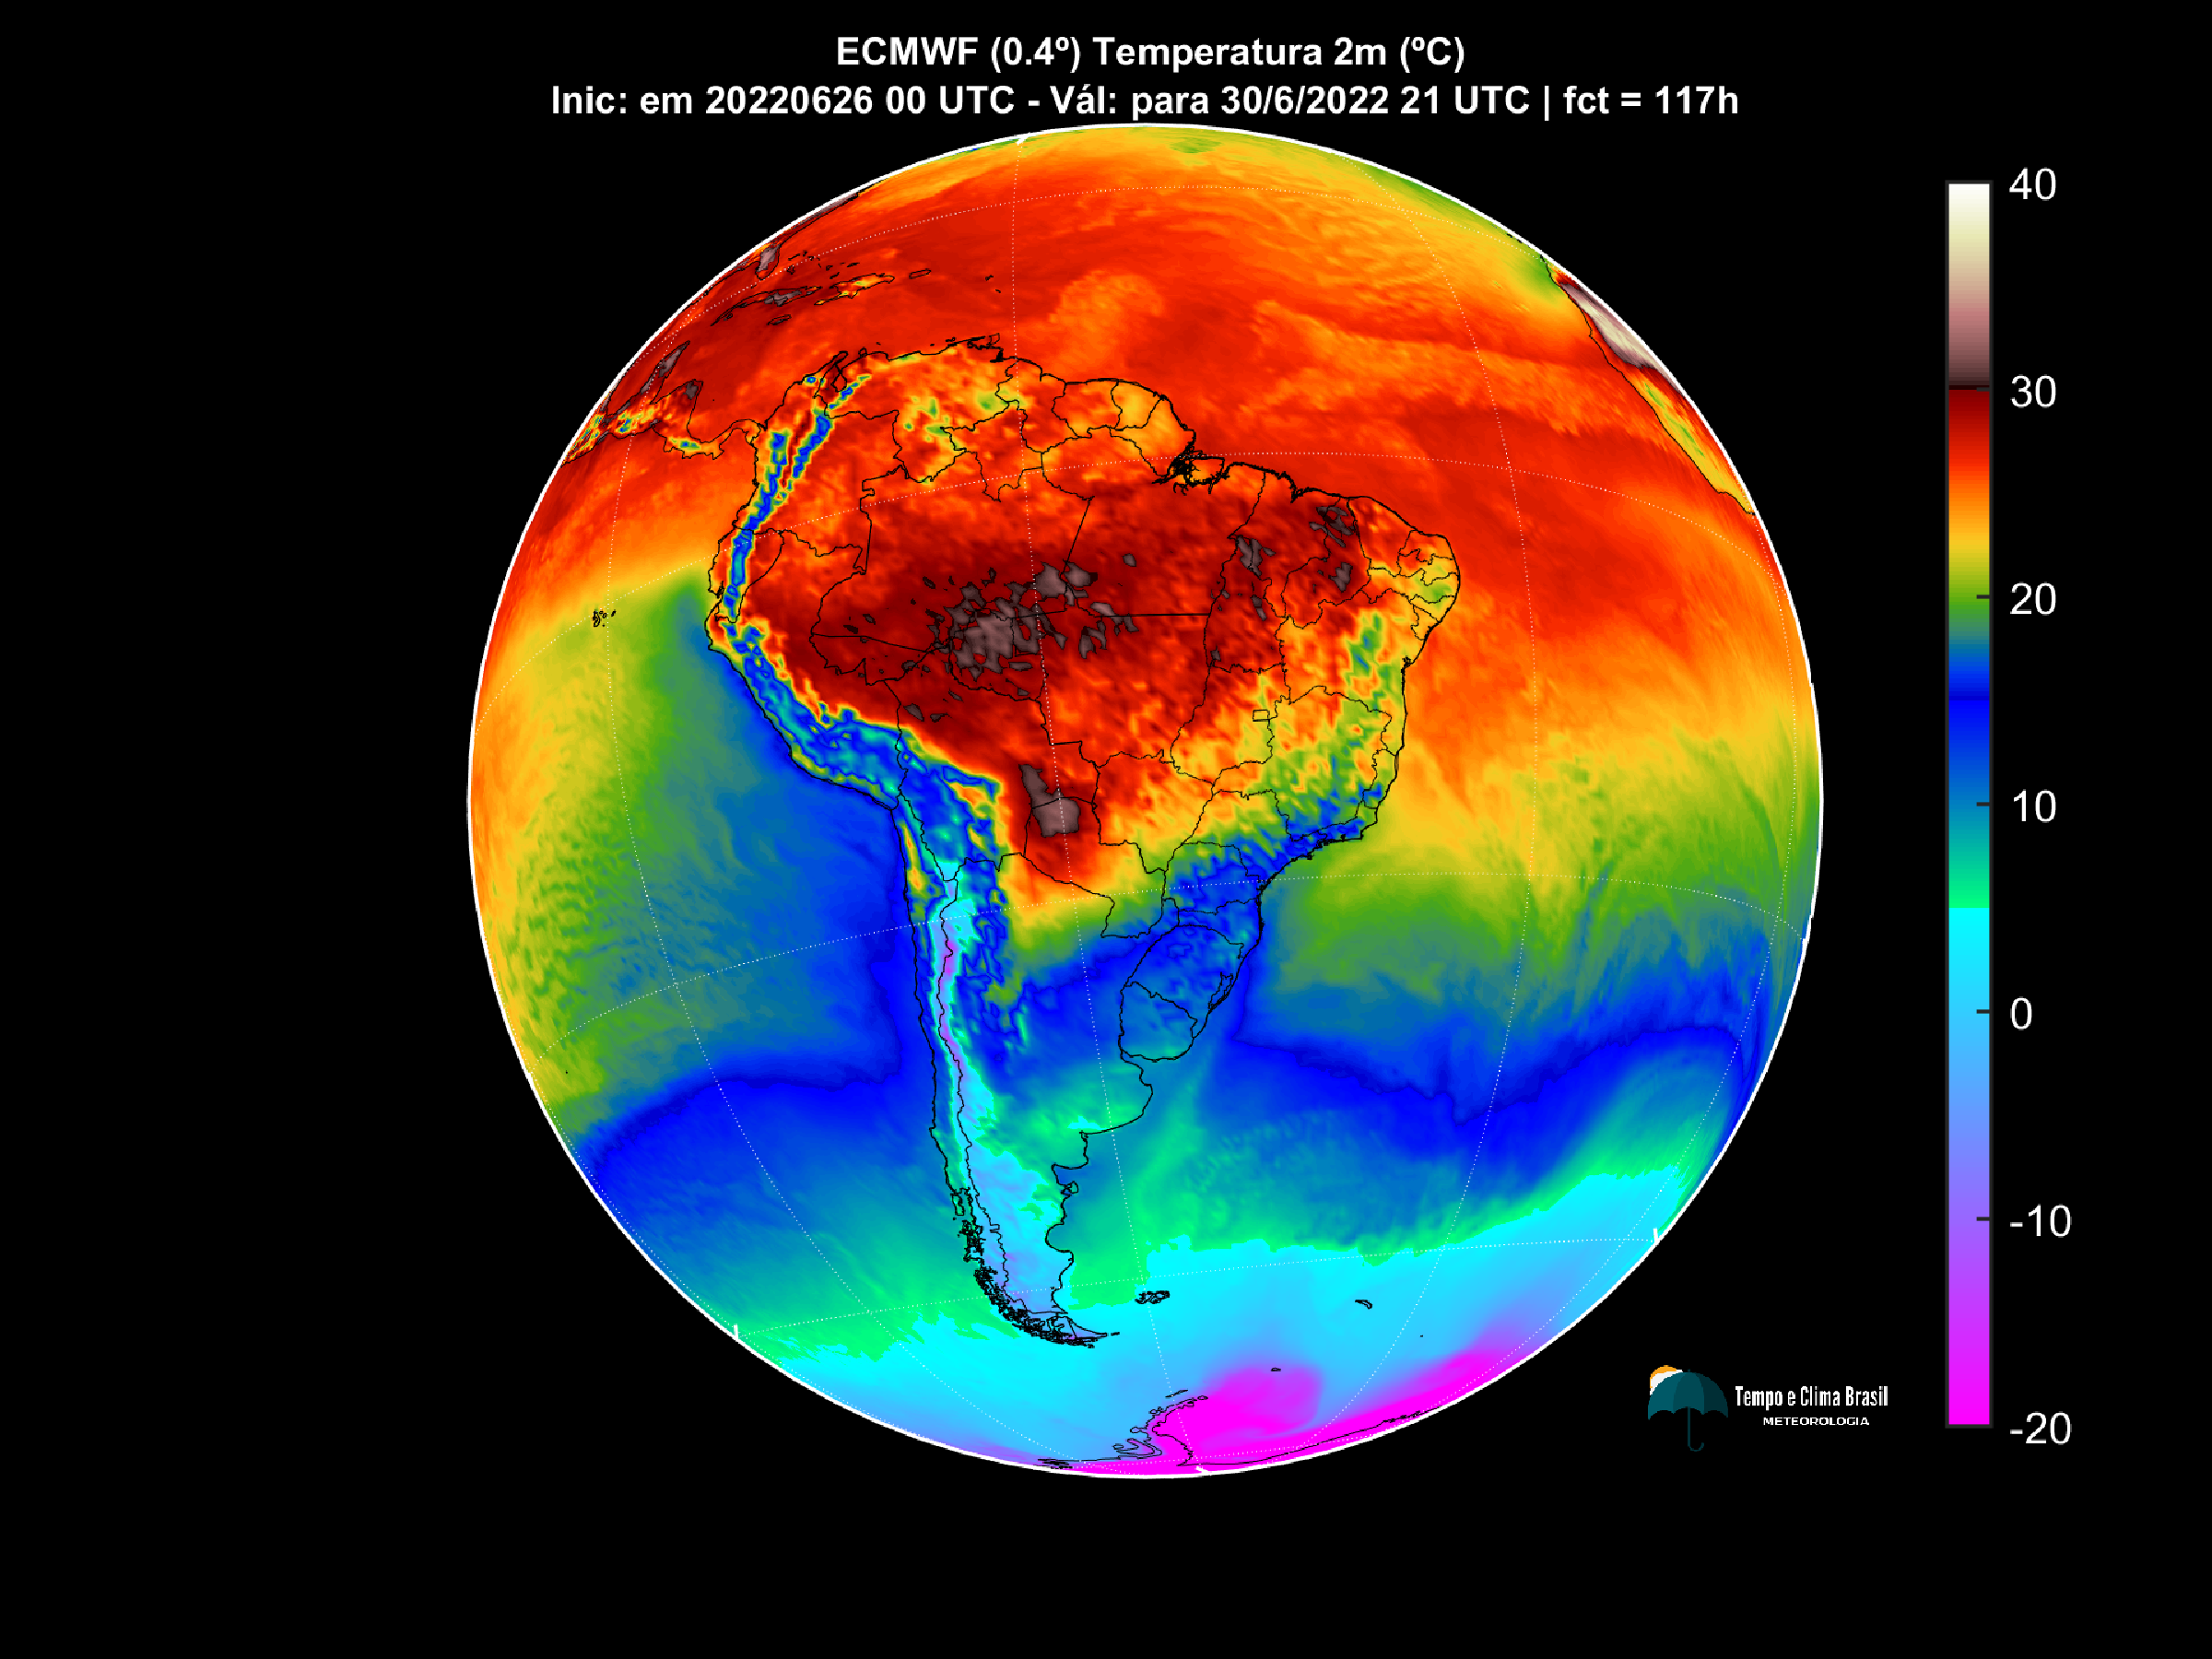 ECMWF (0.4º) Temperatura 2m (ºC)
Inic: em 20220626 00 UTC - Vál: para 30/6/2022 21 UTC | fct = 117h
40
30
20
10
0
-10
-20
Tempo e Clima Brasil
METEOROLOGIA